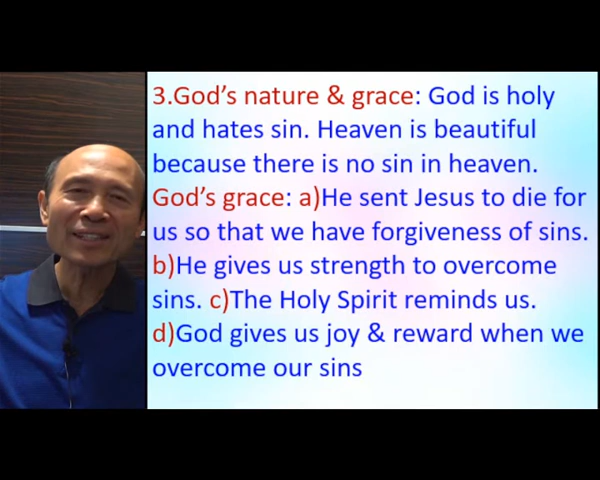 3.God's nature & grace: God is holy
and hates sin. Heaven is beautiful
because there is no sin in heaven.
God's grace: a)He sent Jesus to die for
us so that we have forgiveness of sins.
b)He gives us strength to overcome
sins. c)The Holy Spirit reminds us.
d)God gives us joy & reward when we
overcome our sins